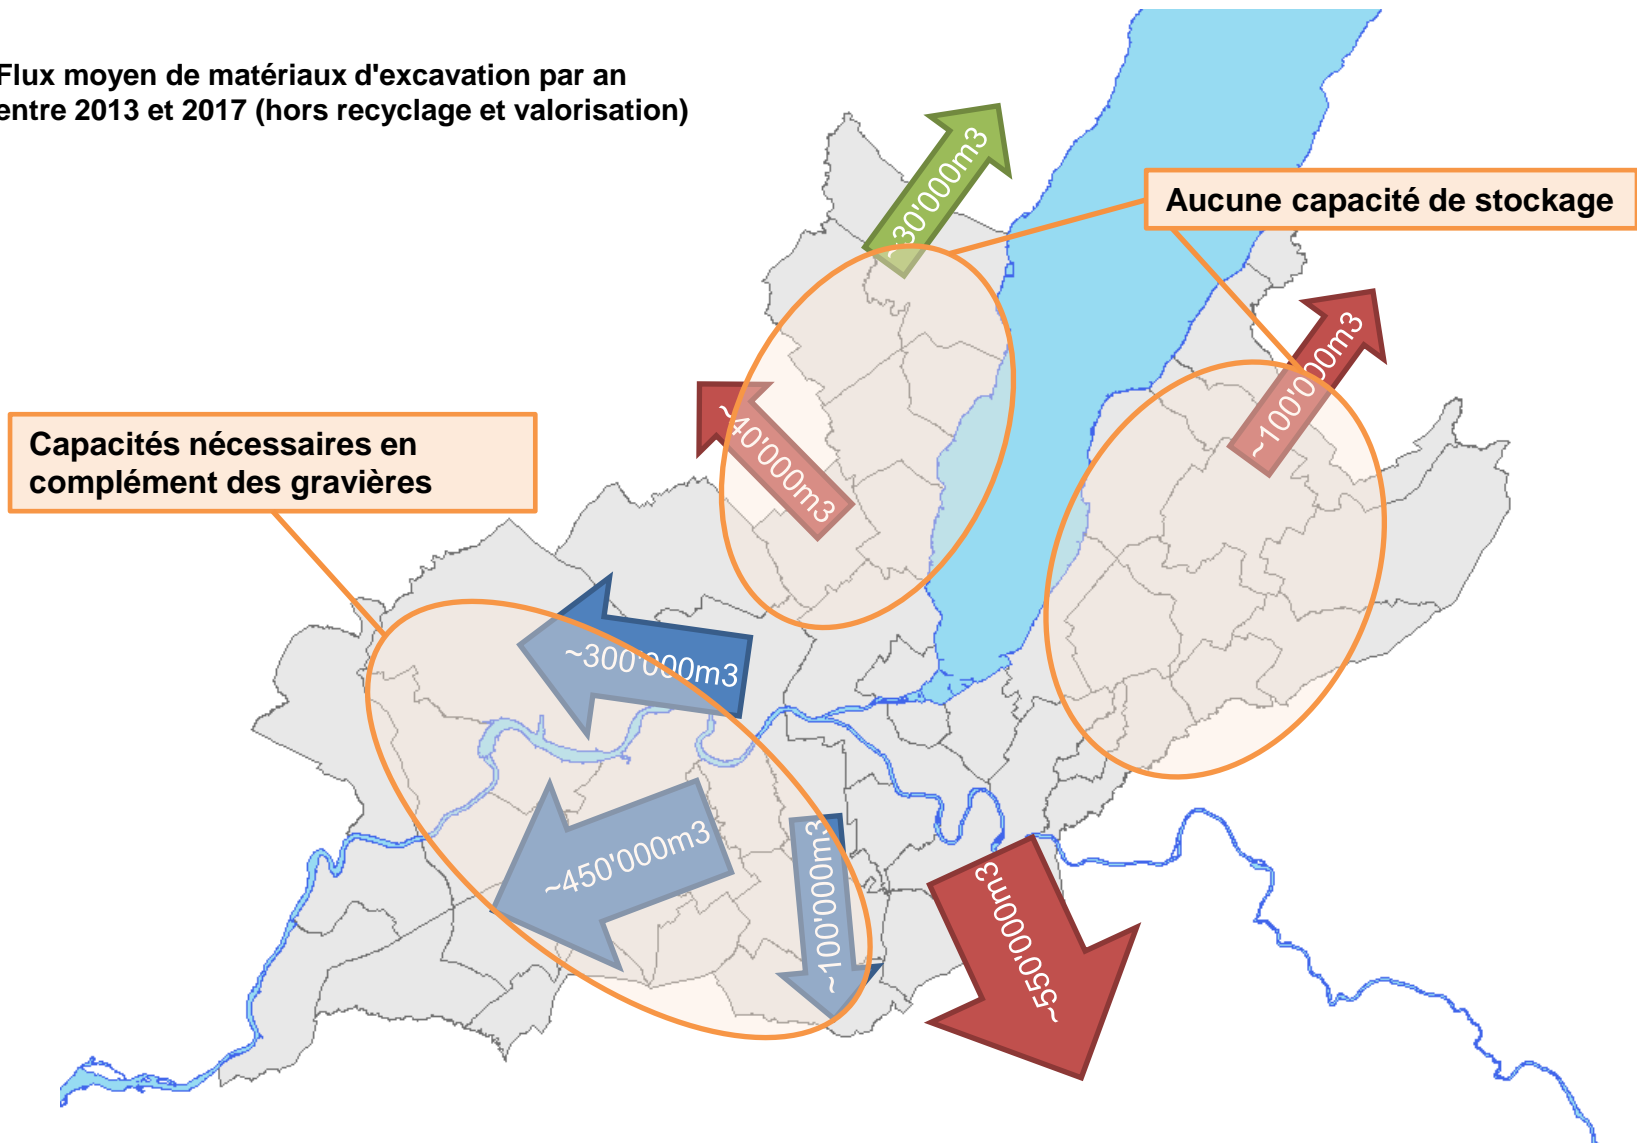 Flux moyen de matériaux d'excavation par an
entre 2013 et 2017 (hors recyclage et valorisation)
~30'000m3
Aucune capacité de stockage
~100'000m3
~40'000m3
Capacités nécessaires en
complément des gravières
~300'000m3
~450'000m3
~100'000m3
~550'000m3